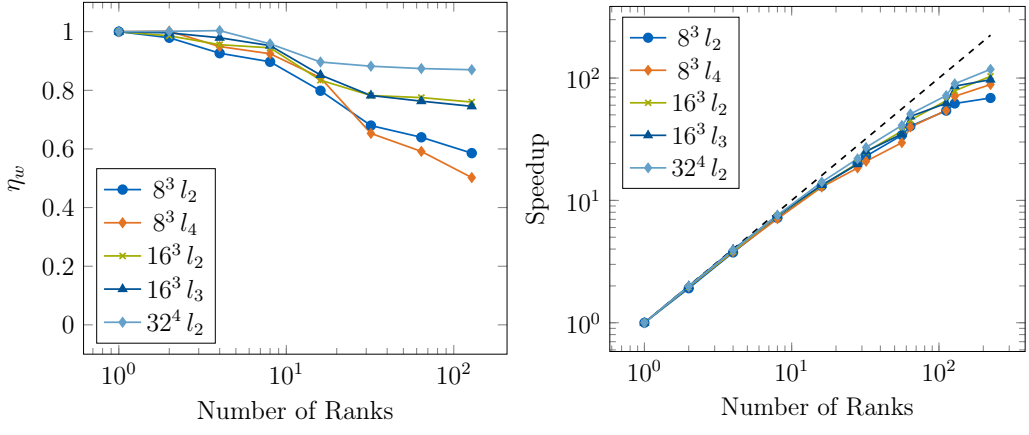 1
0.8
0.6
0.4
0.2
0
η_w
8³ l₂
8³ l₄
16³ l₂
16³ l₃
32⁴ l₂
10⁰ 10¹ 10²
Number of Ranks
10²
10¹
10⁰
Speedup
8³ l₂
8³ l₄
16³ l₂
16³ l₃
32⁴ l₂
10⁰ 10¹ 10²
Number of Ranks